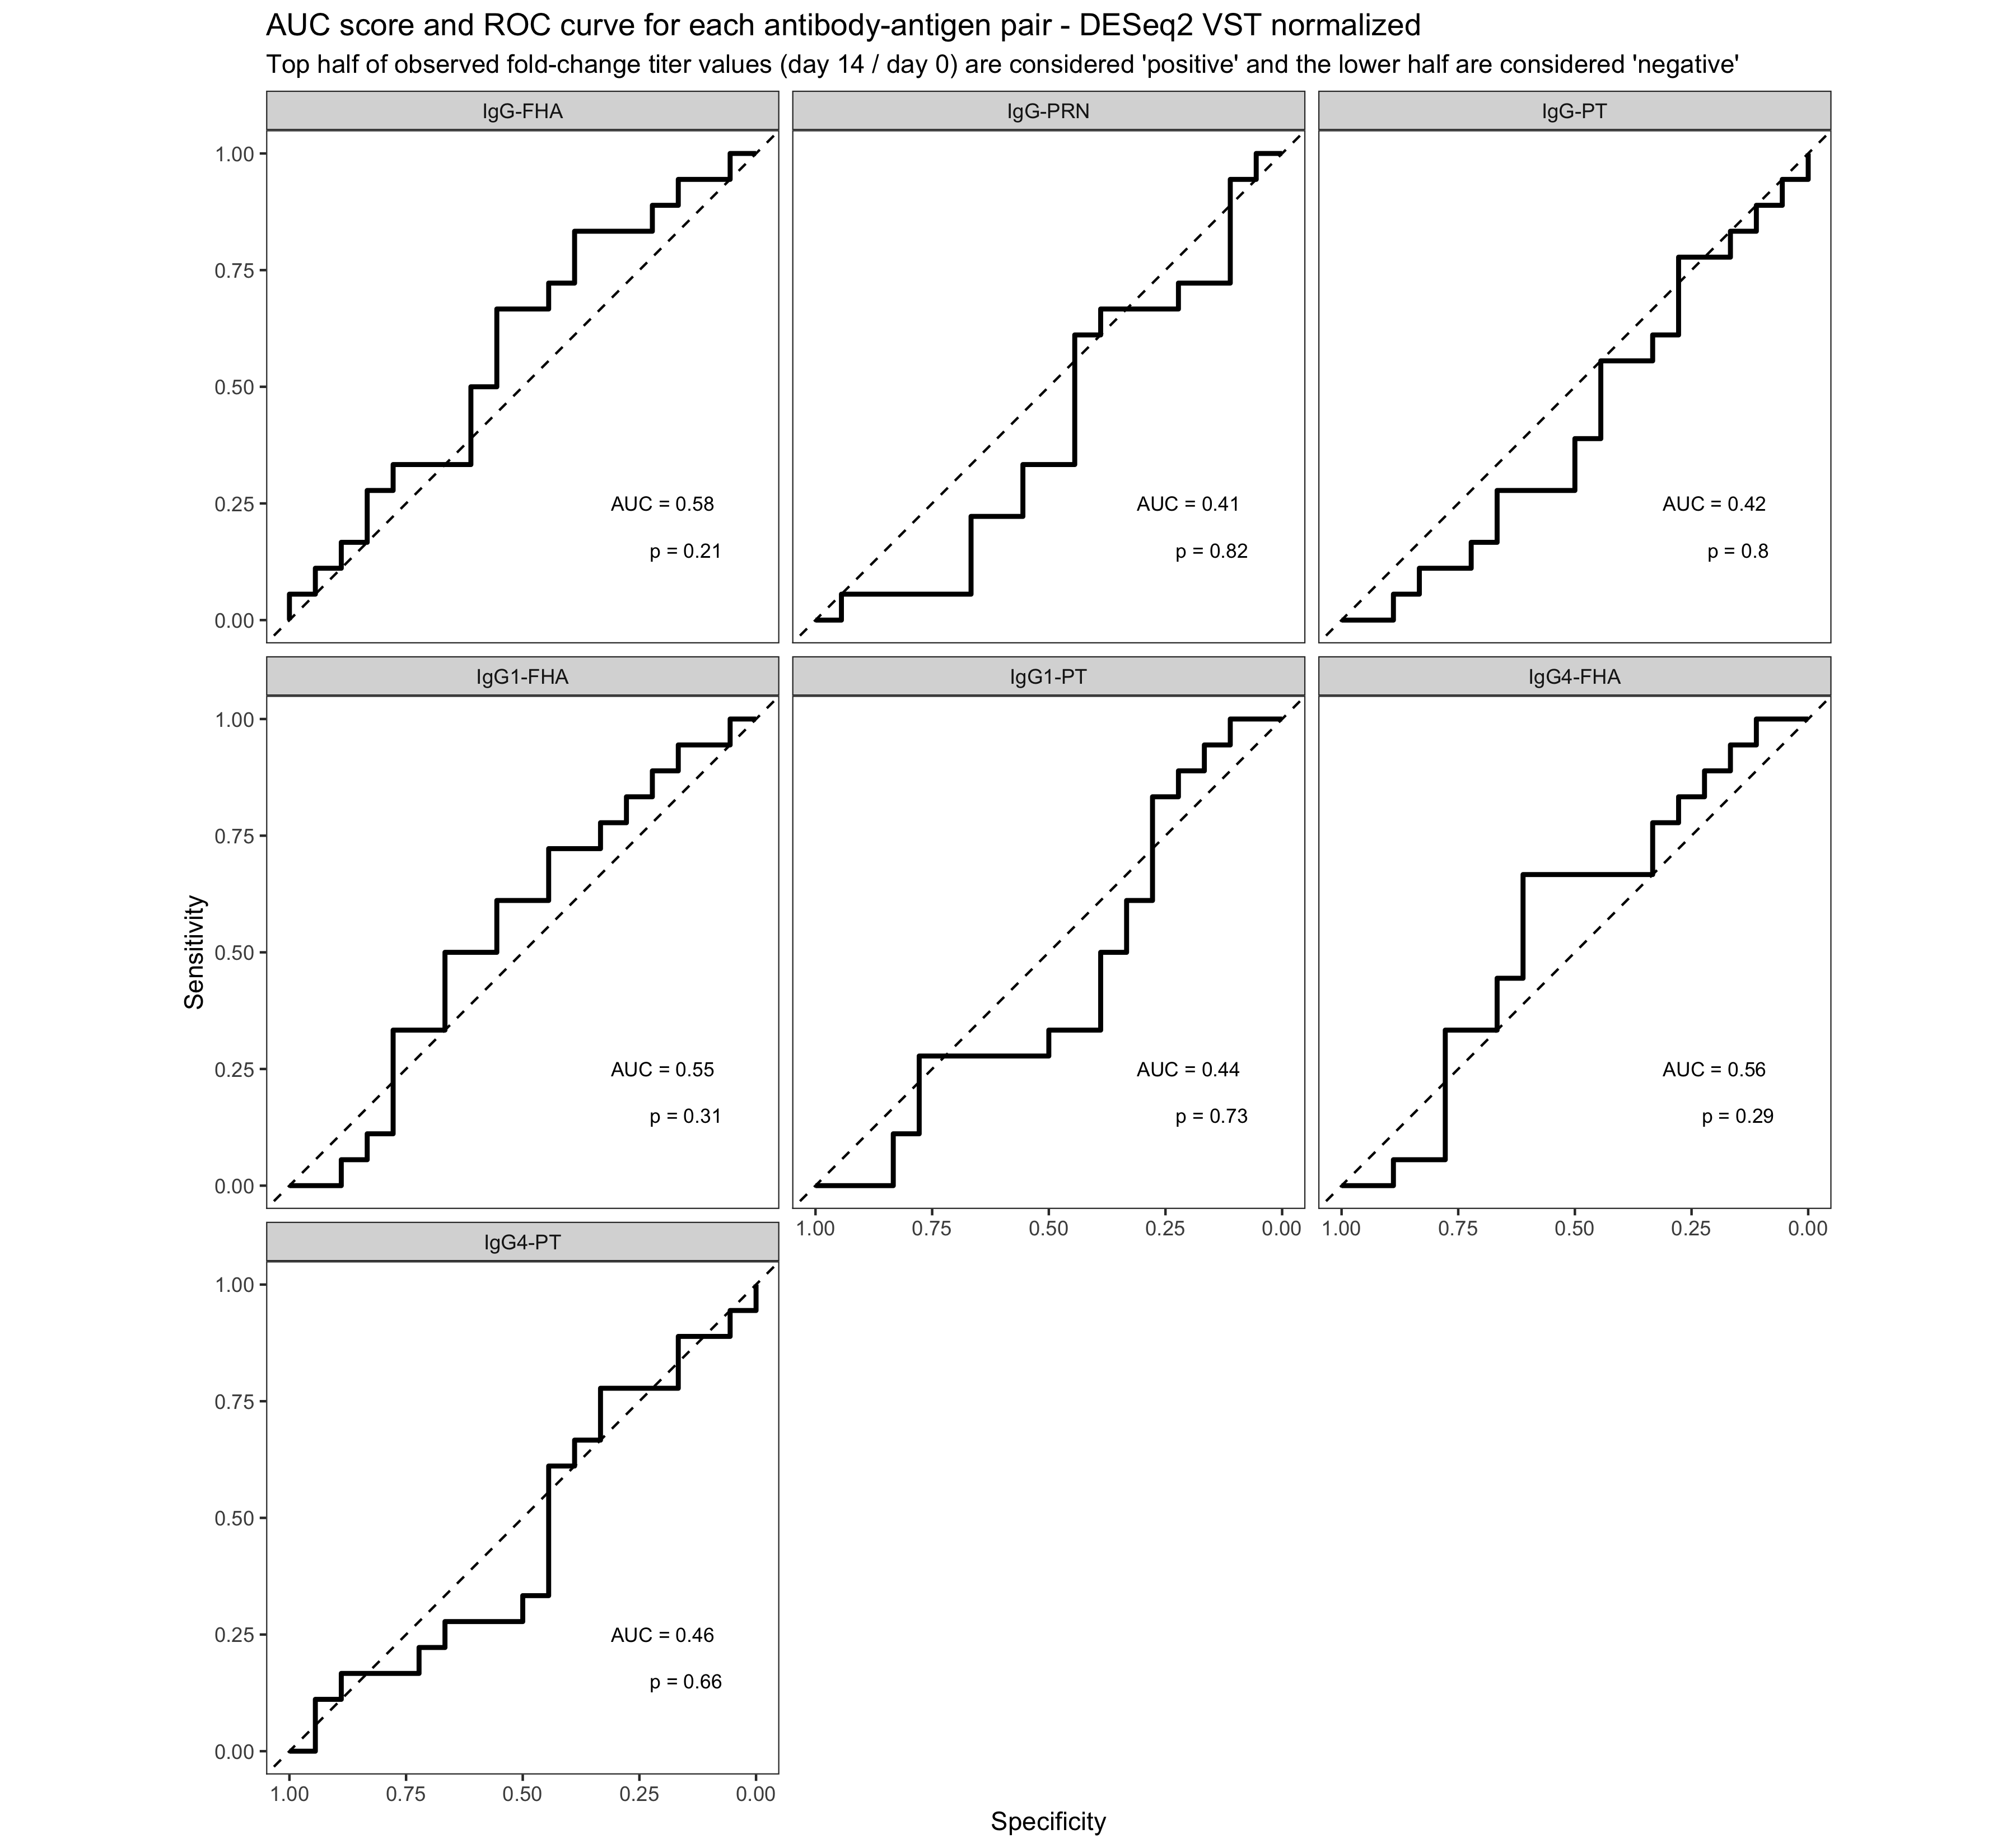 AUC score and ROC curve for each antibody-antigen pair - DESeq2 VST normalized
Top half of observed fold-change titer values (day 14 / day 0) are considered 'positive' and the lower half are considered 'negative'
IgG-FHA
IgG-PRN
IgG-PT
1.00
0.75
0.50
0.25
0.00
AUC = 0.58
p = 0.21
AUC = 0.41
p = 0.82
AUC = 0.42
p = 0.8
IgG1-FHA
IgG1-PT
IgG4-FHA
1.00
0.75
0.50
0.25
0.00
AUC = 0.55
p = 0.31
AUC = 0.44
p = 0.73
AUC = 0.56
p = 0.29
1.00 0.75 0.50 0.25 0.00
1.00 0.75 0.50 0.25 0.00
Sensitivity
IgG4-PT
1.00
0.75
0.50
0.25
0.00
AUC = 0.46
p = 0.66
1.00 0.75 0.50 0.25 0.00
Specificity